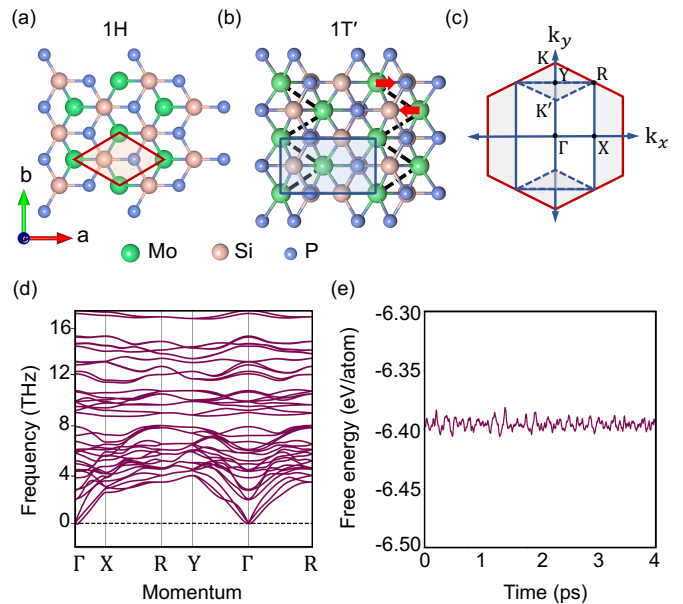 (a) 1H
(b) 1T′
(c) k_y
K Y R
K′
Γ X k_x
b
a
Mo Si P
(d)
16
12
8
4
0
Frequency (THz)
Γ X R Y Γ R
Momentum
(e)
-6.30
-6.35
-6.40
-6.45
-6.50
Free energy (eV/atom)
0 1 2 3 4
Time (ps)